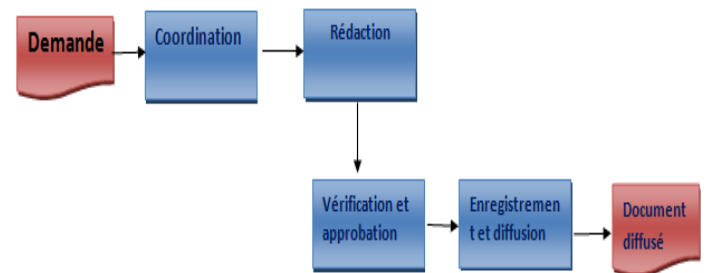 Demande
Coordination
Rédaction
Vérification et
approbation
Enregistremen
t et diffusion
Document
diffusé